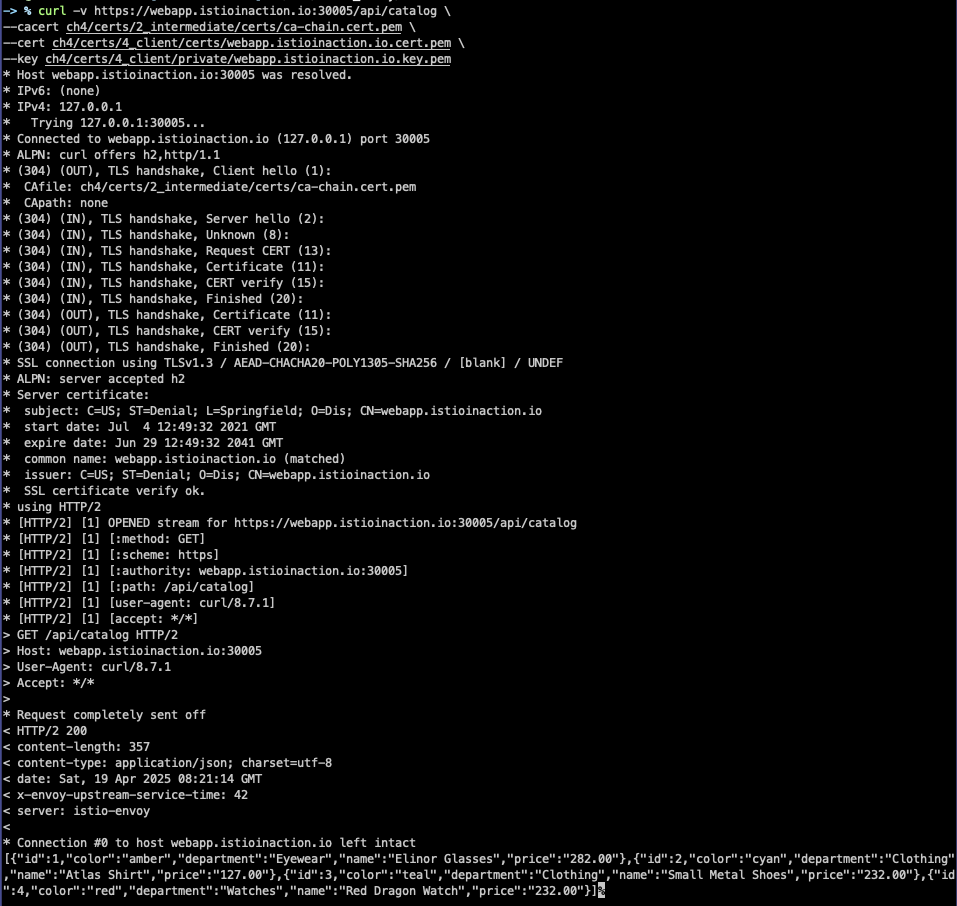 -> % curl -v https://webapp.istioinaction.io:30005/api/catalog \
--cacert ch4/certs/2_intermediate/certs/ca-chain.cert.pem \
--cert ch4/certs/4_client/certs/webapp.istioinaction.io.cert.pem \
--key ch4/certs/4_client/private/webapp.istioinaction.io.key.pem
* Host webapp.istioinaction.io:30005 was resolved.
* IPv6: (none)
* IPv4: 127.0.0.1
*   Trying 127.0.0.1:30005...
* Connected to webapp.istioinaction.io (127.0.0.1) port 30005
* ALPN: curl offers h2,http/1.1
* (304) (OUT), TLS handshake, Client hello (1):
*  CAfile: ch4/certs/2_intermediate/certs/ca-chain.cert.pem
*  CApath: none
* (304) (IN), TLS handshake, Server hello (2):
* (304) (IN), TLS handshake, Unknown (8):
* (304) (IN), TLS handshake, Request CERT (13):
* (304) (IN), TLS handshake, Certificate (11):
* (304) (IN), TLS handshake, CERT verify (15):
* (304) (IN), TLS handshake, Finished (20):
* (304) (OUT), TLS handshake, Certificate (11):
* (304) (OUT), TLS handshake, CERT verify (15):
* (304) (OUT), TLS handshake, Finished (20):
* SSL connection using TLSv1.3 / AEAD-CHACHA20-POLY1305-SHA256 / [blank] / UNDEF
* ALPN: server accepted h2
* Server certificate:
*  subject: C=US; ST=Denial; L=Springfield; O=Dis; CN=webapp.istioinaction.io
*  start date: Jul  4 12:49:32 2021 GMT
*  expire date: Jun 29 12:49:32 2041 GMT
*  common name: webapp.istioinaction.io (matched)
*  issuer: C=US; ST=Denial; O=Dis; CN=webapp.istioinaction.io
*  SSL certificate verify ok.
* using HTTP/2
* [HTTP/2] [1] OPENED stream for https://webapp.istioinaction.io:30005/api/catalog
* [HTTP/2] [1] [:method: GET]
* [HTTP/2] [1] [:scheme: https]
* [HTTP/2] [1] [:authority: webapp.istioinaction.io:30005]
* [HTTP/2] [1] [:path: /api/catalog]
* [HTTP/2] [1] [user-agent: curl/8.7.1]
* [HTTP/2] [1] [accept: */*]
> GET /api/catalog HTTP/2
> Host: webapp.istioinaction.io:30005
> User-Agent: curl/8.7.1
> Accept: */*
>
* Request completely sent off
< HTTP/2 200
< content-length: 357
< content-type: application/json; charset=utf-8
< date: Sat, 19 Apr 2025 08:21:14 GMT
< x-envoy-upstream-service-time: 42
< server: istio-envoy
<
* Connection #0 to host webapp.istioinaction.io left intact
[{"id":1,"color":"amber","department":"Eyewear","name":"Elinor Glasses","price":"282.00"},{"id":2,"color":"cyan","department":"Clothing"
,"name":"Atlas Shirt","price":"127.00"},{"id":3,"color":"teal","department":"Clothing","name":"Small Metal Shoes","price":"232.00"},{"id
":4,"color":"red","department":"Watches","name":"Red Dragon Watch","price":"232.00"}]%